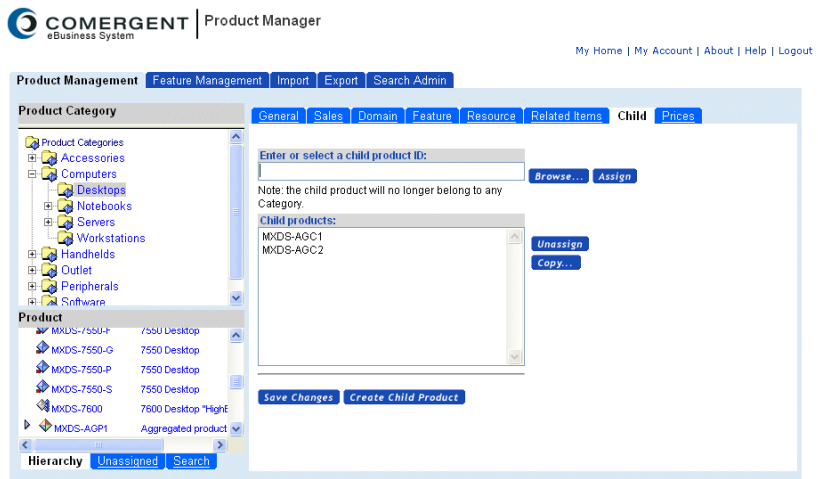 COMERGENT
eBusiness System
Product Manager
My Home | My Account | About | Help | Logout
Product Management
Feature Management
Import
Export
Search Admin
Product Category
Product Categories
Accessories
Computers
Desktops
Notebooks
Servers
Workstations
Handhelds
Outlet
Peripherals
Software
Product
MXDS-7550-F 7550 Desktop
MXDS-7550-G 7550 Desktop
MXDS-7550-P 7550 Desktop
MXDS-7550-S 7550 Desktop
MXDS-7600 7600 Desktop "HighE
MXDS-AGP1 Aggregated product
Hierarchy
Unassigned
Search
General
Sales
Domain
Feature
Resource
Related Items
Child
Prices
Enter or select a child product ID:
Browse...
Assign
Note: the child product will no longer belong to any
Category.
Child products:
MXDS-AGC1
MXDS-AGC2
Unassign
Copy...
Save Changes
Create Child Product